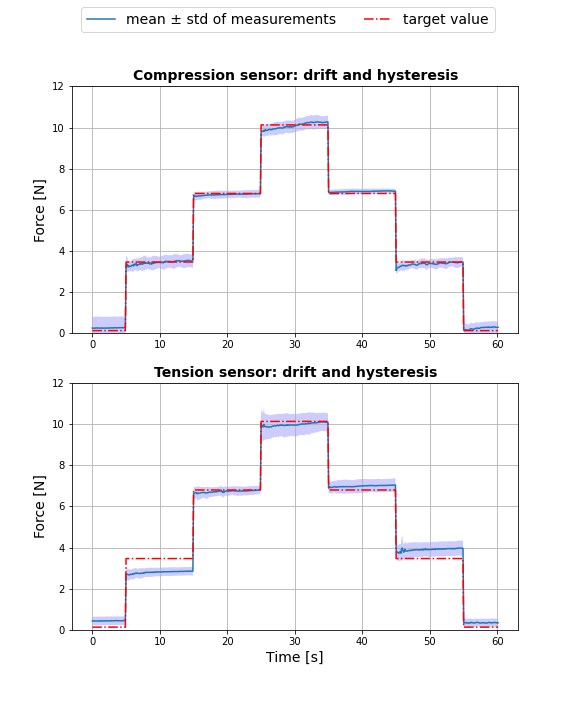 mean ± std of measurements target value
Compression sensor: drift and hysteresis
12
10
8
6
4
2
0
Force [N]
0 10 20 30 40 50 60
Tension sensor: drift and hysteresis
12
10
8
6
4
2
0
Force [N]
0 10 20 30 40 50 60
Time [s]